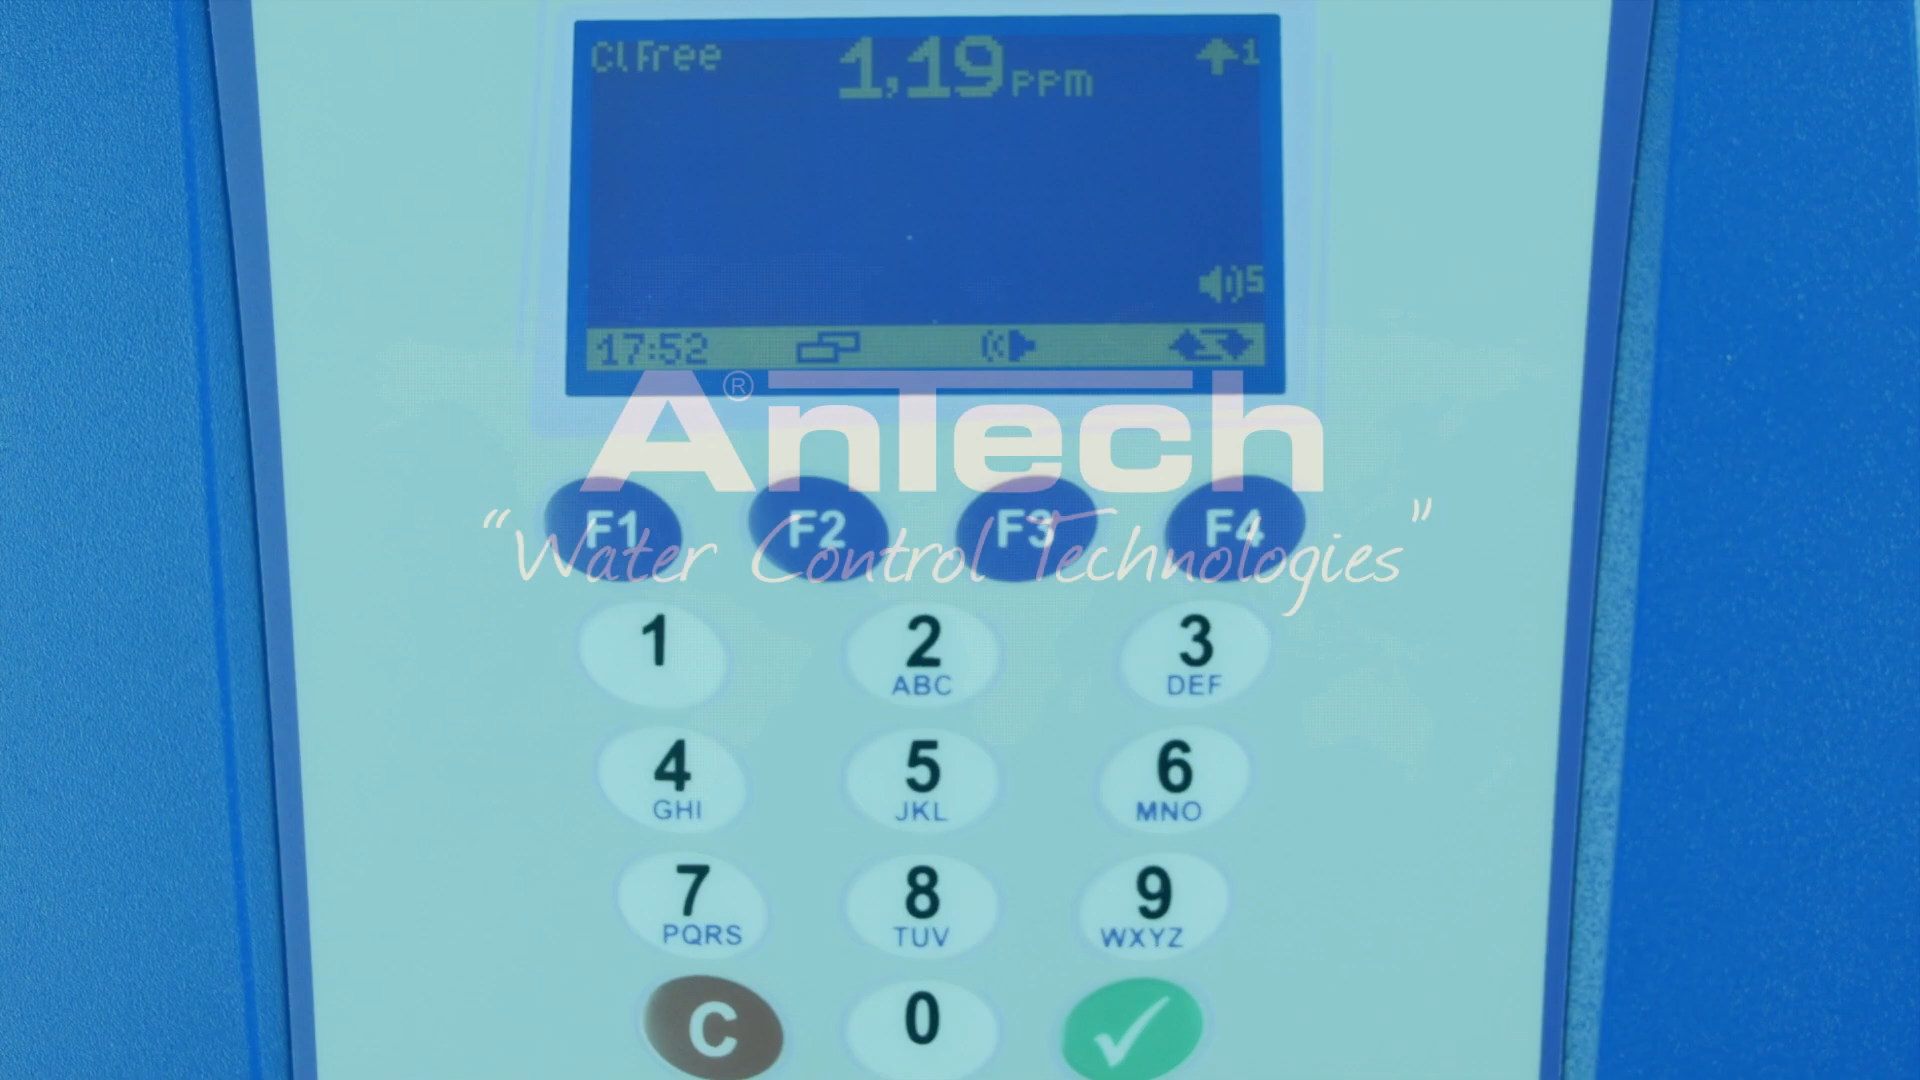 Cl Free 1,19 ppm 1
5
17:52
AnTech®
"Water Control Technologies"
F1 F2 F3 F4
1 2 3
ABC DEF
4 5 6
GHI JKL MNO
7 8 9
PQRS TUV WXYZ
C 0